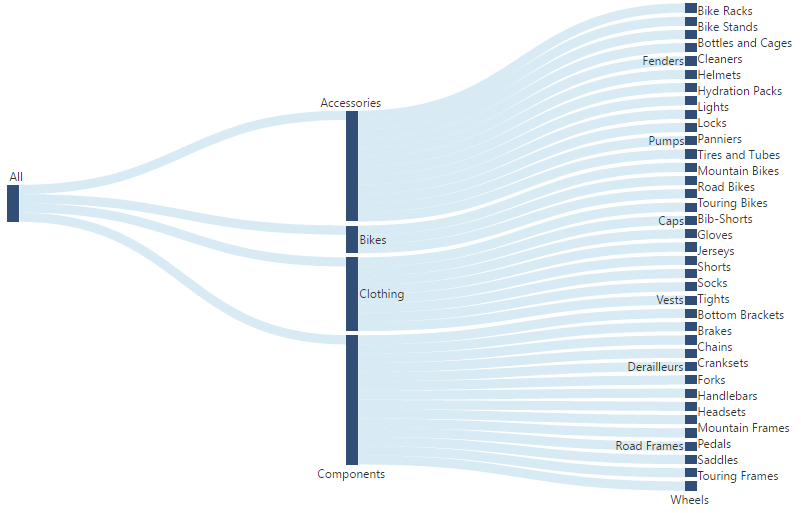 All
Accessories
Bikes
Clothing
Components
Bike Racks
Bike Stands
Bottles and Cages
Cleaners
Fenders
Helmets
Hydration Packs
Lights
Locks
Panniers
Pumps
Tires and Tubes
Mountain Bikes
Road Bikes
Touring Bikes
Bib-Shorts
Caps
Gloves
Jerseys
Shorts
Socks
Tights
Vests
Bottom Brackets
Brakes
Chains
Cranksets
Derailleurs
Forks
Handlebars
Headsets
Mountain Frames
Pedals
Road Frames
Saddles
Touring Frames
Wheels